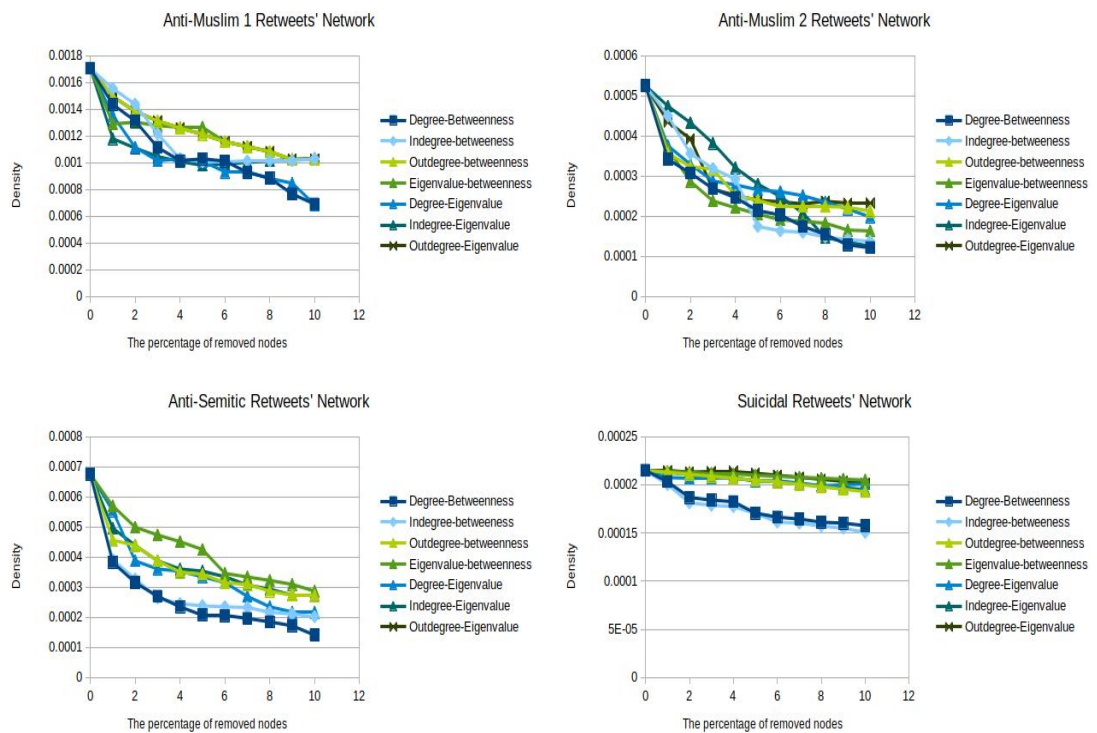 Anti-Muslim 1 Retweets' Network
0.0018
0.0016
0.0014
0.0012
0.001
0.0008
0.0006
0.0004
0.0002
0
Density
0 2 4 6 8 10 12
The percentage of removed nodes
Degree-Betweenness
Indegree-betweeness
Outdegree-betweenness
Eigenvalue-betweenness
Degree-Eigenvalue
Indegree-Eigenvalue
Outdegree-Eigenvalue
Anti-Muslim 2 Retweets' Network
0.0006
0.0005
0.0004
0.0003
0.0002
0.0001
0
Density
0 2 4 6 8 10 12
The percentage of removed nodes
Degree-Betweenness
Indegree-betweeness
Outdegree-betweenness
Eigenvalue-betweenness
Degree-Eigenvalue
Indegree-Eigenvalue
Outdegree-Eigenvalue
Anti-Semitic Retweets' Network
0.0008
0.0007
0.0006
0.0005
0.0004
0.0003
0.0002
0.0001
0
Density
0 2 4 6 8 10 12
The percentage of removed nodes
Degree-Betweenness
Indegree-betweeness
Outdegree-betweenness
Eigenvalue-betweenness
Degree-Eigenvalue
Indegree-Eigenvalue
Outdegree-Eigenvalue
Suicidal Retweets' Network
0.00025
0.0002
0.00015
0.0001
5E-05
0
Density
0 2 4 6 8 10 12
The percentage of removed nodes
Degree-Betweenness
Indegree-betweeness
Outdegree-betweenness
Eigenvalue-betweenness
Degree-Eigenvalue
Indegree-Eigenvalue
Outdegree-Eigenvalue